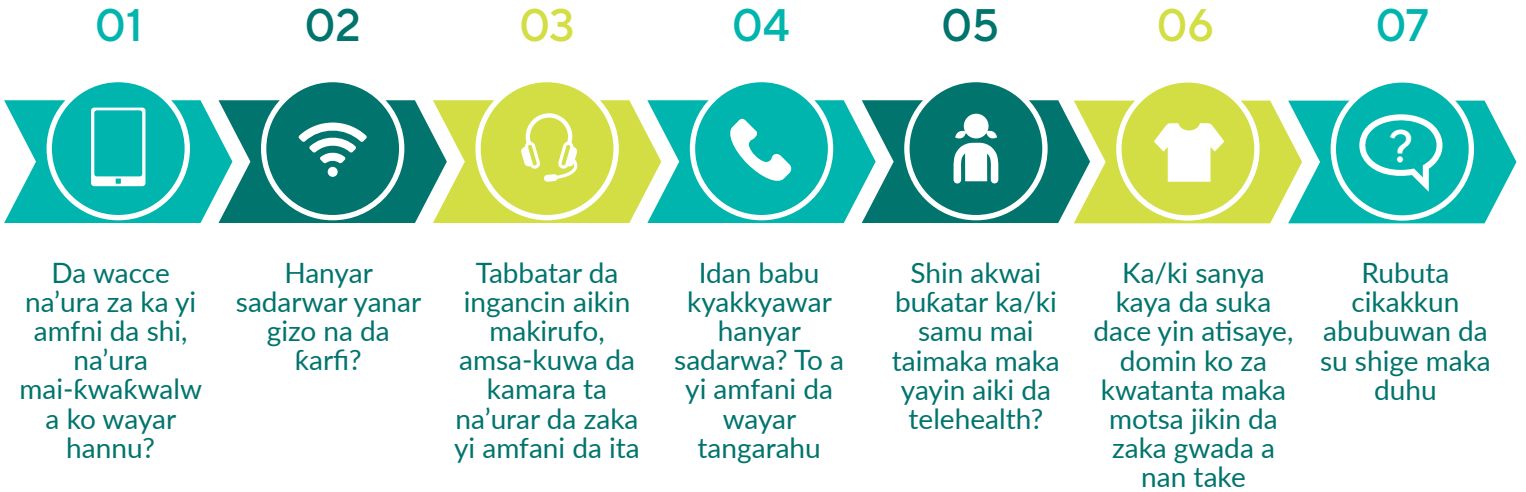 01
Da wacce
na'ura za ka yi
amfni da shi,
na'ura
mai-ƙwaƙwalw
a ko wayar
hannu?
02
Hanyar
sadarwar yanar
gizo na da
ƙarfi?
03
Tabbatar da
ingancin aikin
makirufo,
amsa-kuwa da
kamara ta
na'urar da zaka
yi amfani da ita
04
Idan babu
kyakkyawar
hanyar
sadarwa? To a
yi amfani da
wayar
tangarahu
05
Shin akwai
buƙatar ka/ki
samu mai
taimaka maka
yayin aiki da
telehealth?
06
Ka/ki sanya
kaya da suka
dace yin atisaye,
domin ko za
kwatanta maka
motsa jikin da
zaka gwada a
nan take
07
?
Rubuta
cikakkun
abubuwan da
su shige maka
duhu